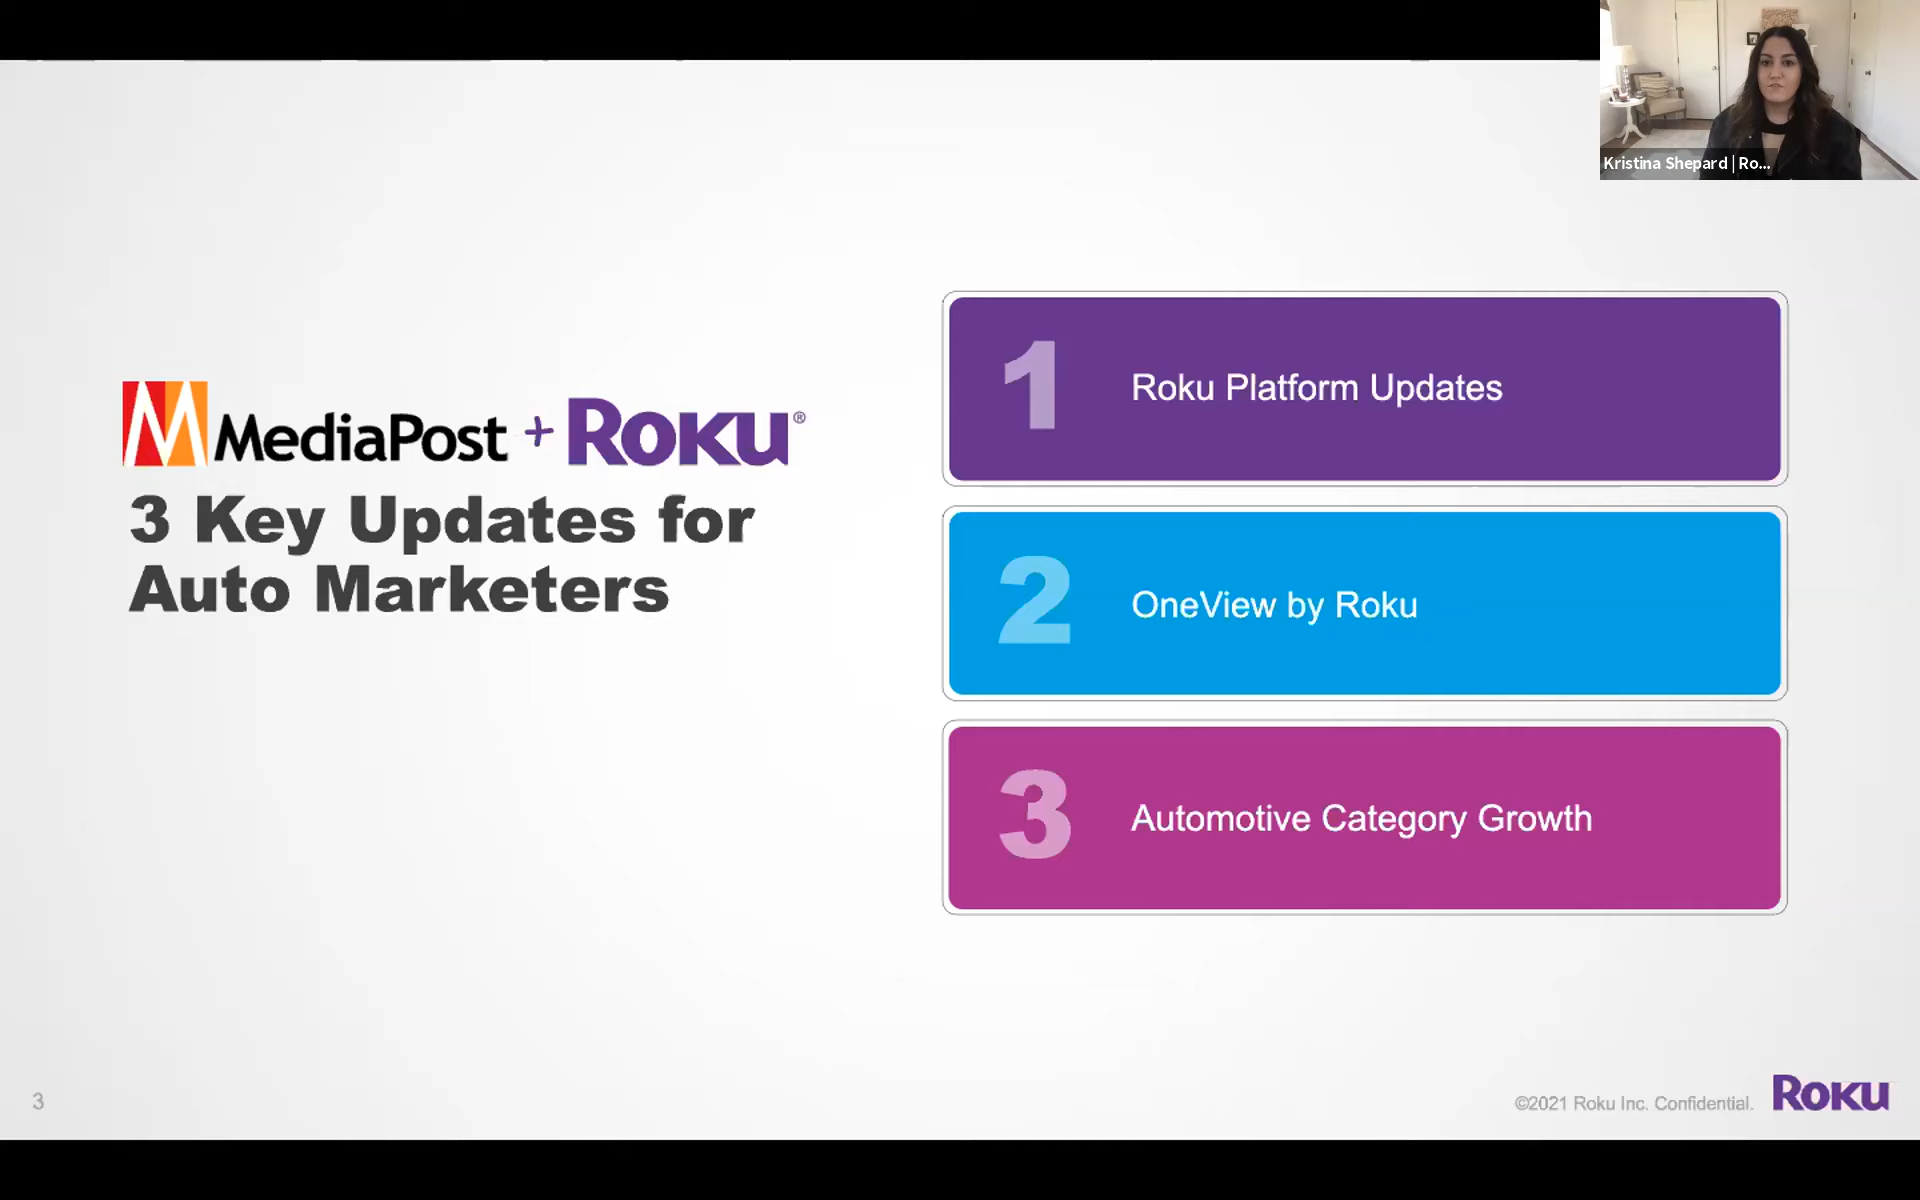 Kristina Shepard | Ro...
MediaPost + ROKU®
3 Key Updates for
Auto Marketers
1
Roku Platform Updates
2
OneView by Roku
3
Automotive Category Growth
3
©2021 Roku Inc. Confidential.
ROKU